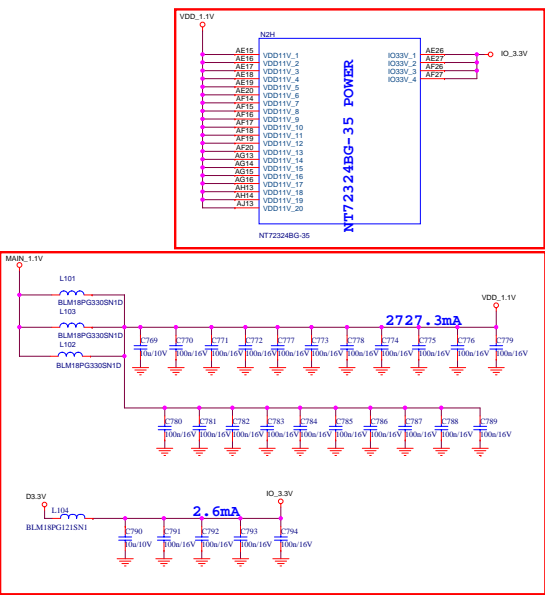 VDD_1.1V
N2H
AE15 VDD11V_1
AE16 VDD11V_2
AE17 VDD11V_3
AE18 VDD11V_4
AE19 VDD11V_5
AE20 VDD11V_6
AF14 VDD11V_7
AF15 VDD11V_8
AF16 VDD11V_9
AF17 VDD11V_10
AF18 VDD11V_11
AF19 VDD11V_12
AF20 VDD11V_13
AG13 VDD11V_14
AG14 VDD11V_15
AG15 VDD11V_16
AG16 VDD11V_17
AH13 VDD11V_18
AH14 VDD11V_19
AJ13 VDD11V_20
NT72324BG-35 POWER
IO33V_1 AE26
IO33V_2 AE27
IO33V_3 AF26
IO33V_4 AF27
IO_3.3V
NT72324BG-35
MAIN_1.1V
L101
BLM18PG330SN1D
L103
BLM18PG330SN1D
L102
BLM18PG330SN1D
2727.3mA
VDD_1.1V
C769 C770 C771 C772 C777 C773 C778 C774 C775 C776 C779
10u/10V 100n/16V 100n/16V 100n/16V 100n/16V 100n/16V 100n/16V 100n/16V 100n/16V 100n/16V 100n/16V
C780 C781 C782 C783 C784 C785 C786 C787 C788 C789
100n/16V 100n/16V 100n/16V 100n/16V 100n/16V 100n/16V 100n/16V 100n/16V 100n/16V 100n/16V
D3.3V
L104
BLM18PG121SN1
2.6mA
IO_3.3V
C790 C791 C792 C793 C794
10u/10V 100n/16V 100n/16V 100n/16V 100n/16V